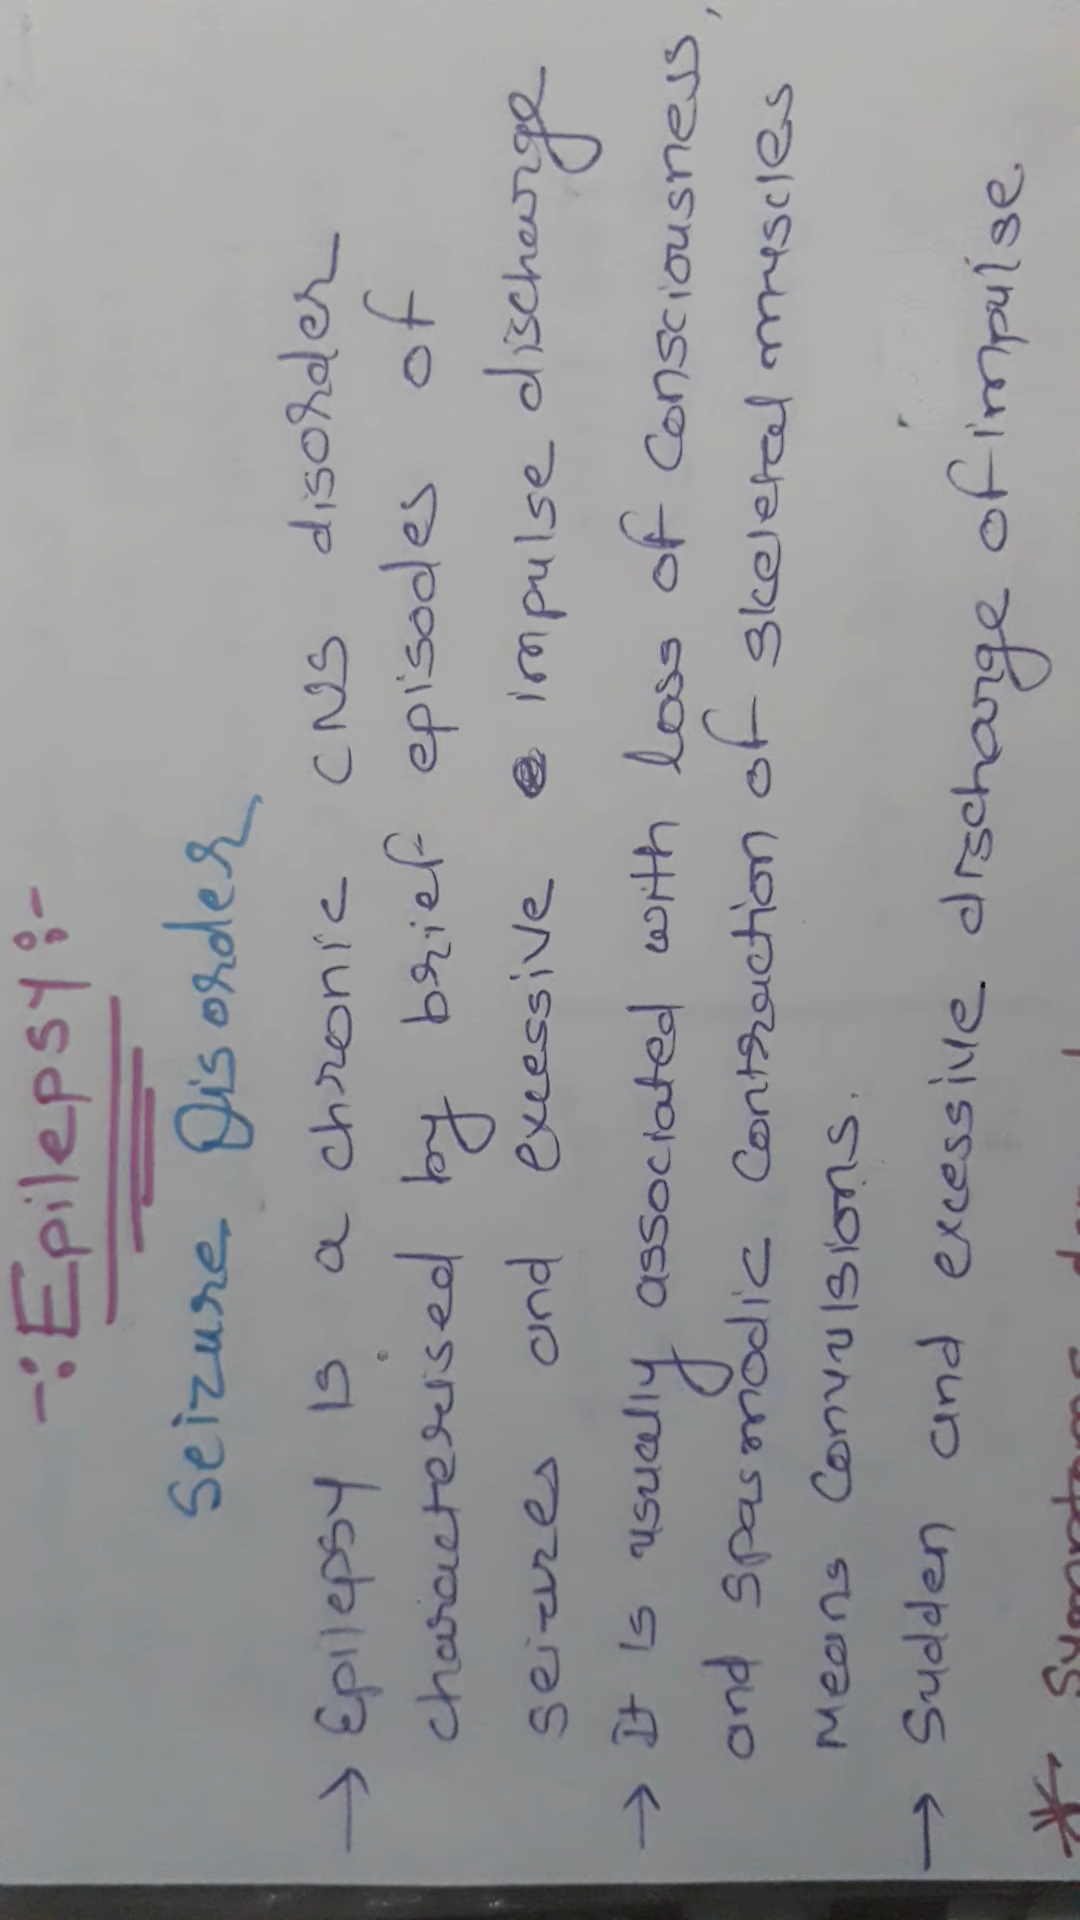 -: Epilepsy :-
Seizure Disorder
→ Epilepsy is a chronic CNS disorder
characterised by brief episodes of
seizures and excessive impulse discharge
→ It is usually associated with loss of Consciousness,
and spasmodic Contraction of skeletal muscles
Means Convulsions.
→ Sudden and excessive discharge of impulse
* Symptoms